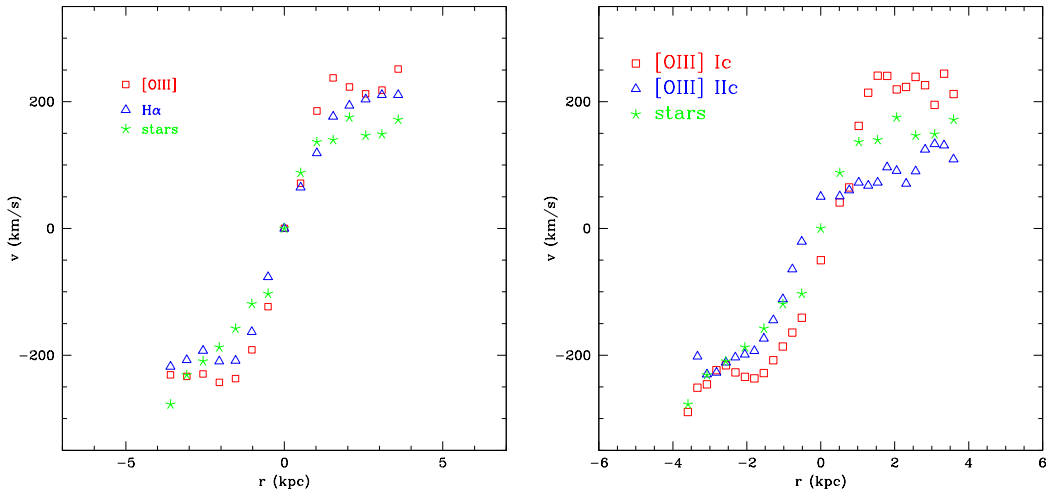 [OIII]
Hα
stars
200
0
−200
v (km/s)
−5
0
5
r (kpc)
[OIII] Ic
[OIII] IIc
stars
200
0
−200
v (km/s)
−6
−4
−2
0
2
4
6
r (kpc)